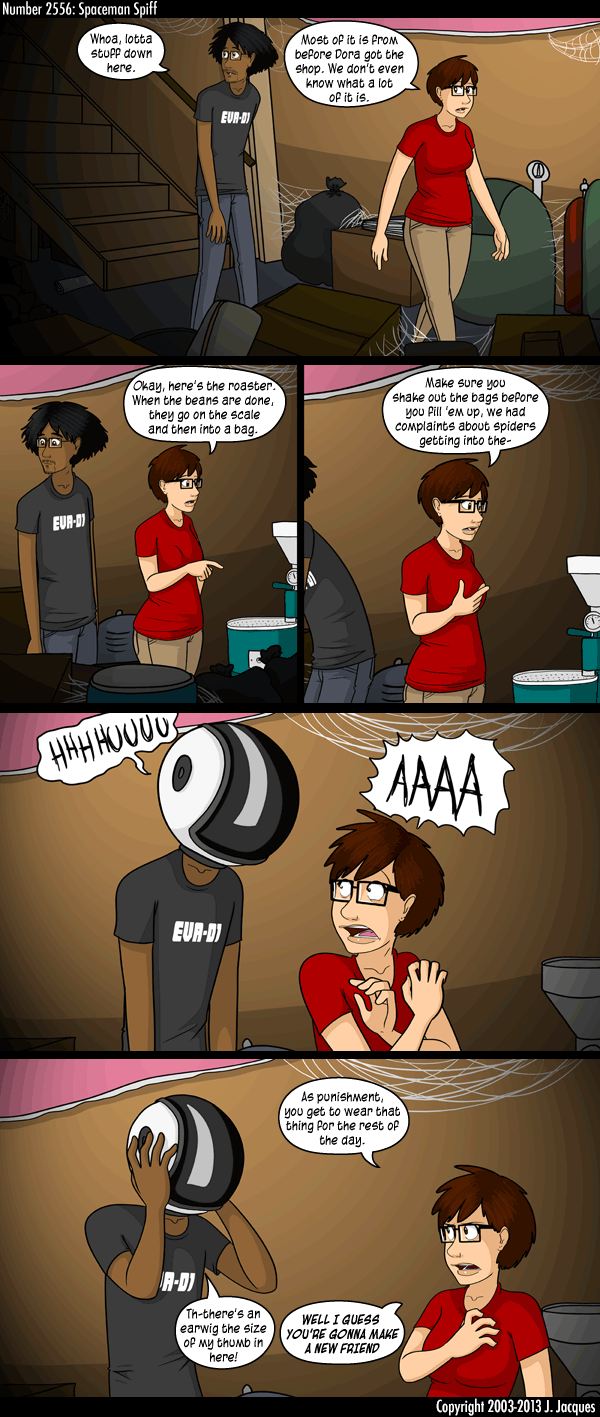 Number 2556: Spaceman Spiff
Whoa, lotta
stuff down
here.
Most of it is from
before Dora got the
shop. We don't even
know what a lot
of it is.
EVA-01
Okay, here's the roaster.
When the beans are done,
they go on the scale
and then into a bag.
EVA-01
Make sure you
shake out the bags before
you fill 'em up, we had
complaints about spiders
getting into the-
HHHHUUUU
AAAA
EVA-01
As punishment,
you get to wear that
thing for the rest of
the day.
A-01
Th-there's an
earwig the size
of my thumb in
here!
WELL I GUESS
YOU'RE GONNA MAKE
A NEW FRIEND
Copyright 2003-2013 J. Jacques